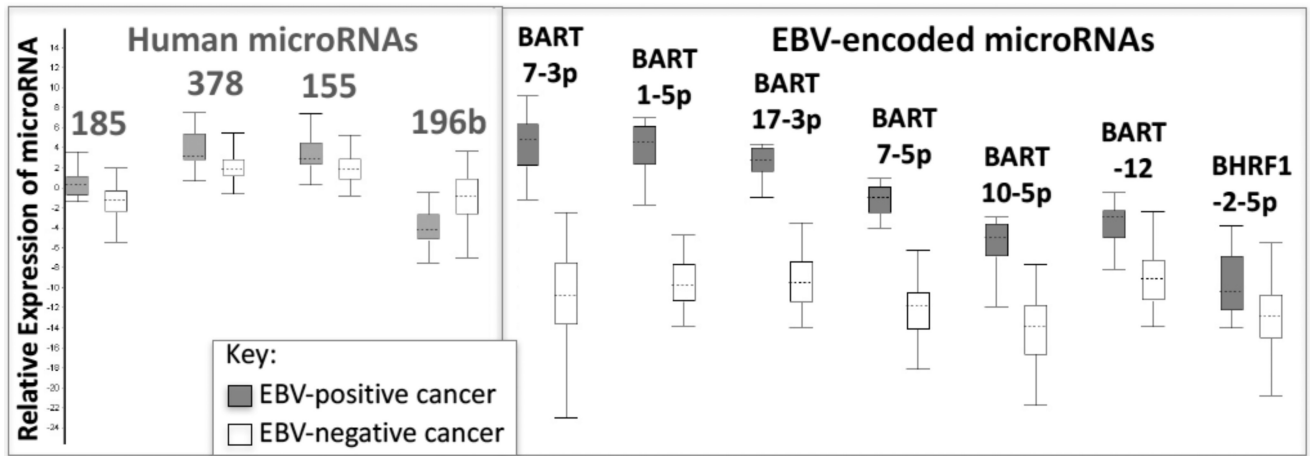 Relative Expression of microRNA
14
12
10
8
6
4
2
0
-2
-4
-6
-8
-10
-12
-14
-16
-18
-20
-22
-24
Human microRNAs
185
378
155
196b
EBV-encoded microRNAs
BART
7-3p
BART
1-5p
BART
17-3p
BART
7-5p
BART
10-5p
BART
-12
BHRF1
-2-5p
Key:
EBV-positive cancer
EBV-negative cancer